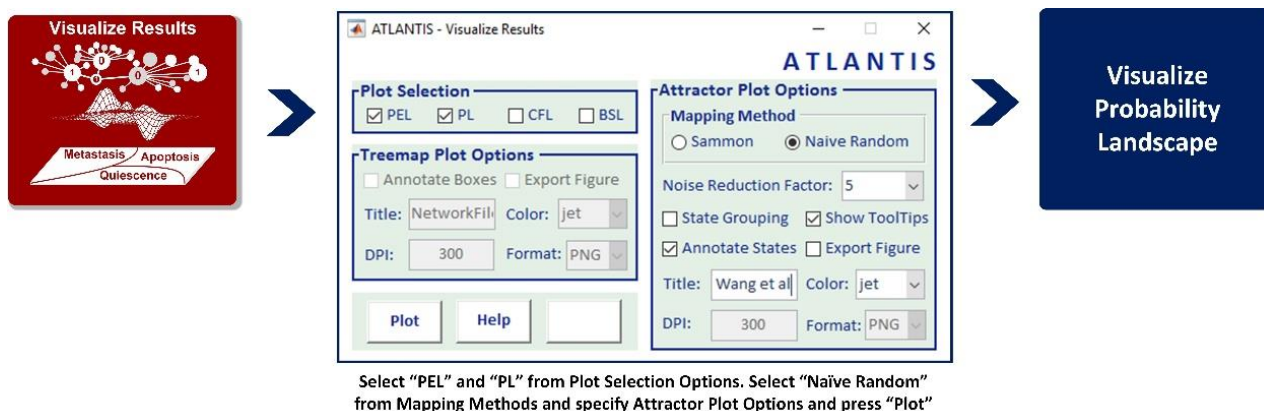 Visualize Results
1
0
0
1
Metastasis
Apoptosis
Quiescence
ATLANTIS - Visualize Results
ATLANTIS
Plot Selection
PEL PL CFL BSL
Treemap Plot Options
Annotate Boxes Export Figure
Title: NetworkFil Color: jet
DPI: 300 Format: PNG
Plot Help
Attractor Plot Options
Mapping Method
Sammon Naive Random
Noise Reduction Factor: 5
State Grouping Show ToolTips
Annotate States Export Figure
Title: Wang et al Color: jet
DPI: 300 Format: PNG
Visualize
Probability
Landscape
Select “PEL” and “PL” from Plot Selection Options. Select “Naïve Random”
from Mapping Methods and specify Attractor Plot Options and press “Plot”